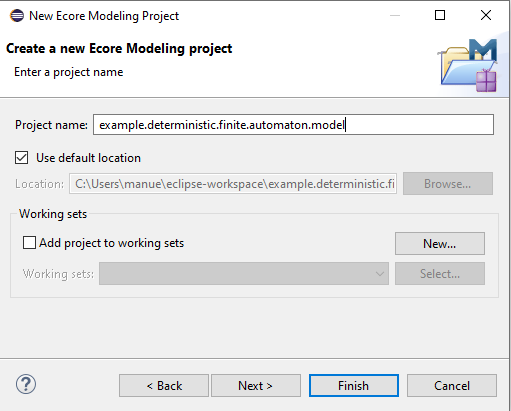 New Ecore Modeling Project
Create a new Ecore Modeling project
Enter a project name
Project name: example.deterministic.finite.automaton.model
Use default location
Location: C:\Users\manue\eclipse-workspace\example.deterministic.fi Browse...
Working sets
Add project to working sets New...
Working sets: Select...
? < Back Next > Finish Cancel